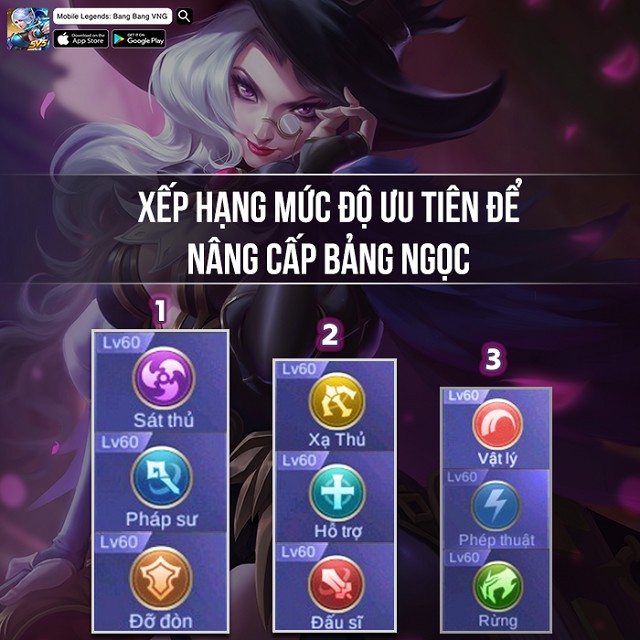 Mobile Legends: Bang Bang VNG
Download on the
App Store
GET IT ON
Google Play
515
XẾP HẠNG MỨC ĐỘ ƯU TIÊN ĐỂ
NÂNG CẤP BẢNG NGỌC
1
Lv60
Sát thủ
Lv60
Pháp sư
Lv60
Đỡ đòn
2
Lv60
Xạ Thủ
Lv60
Hỗ trợ
Lv60
Đấu sĩ
3
Lv60
Vật lý
Lv60
Phép thuật
Lv60
Rừng